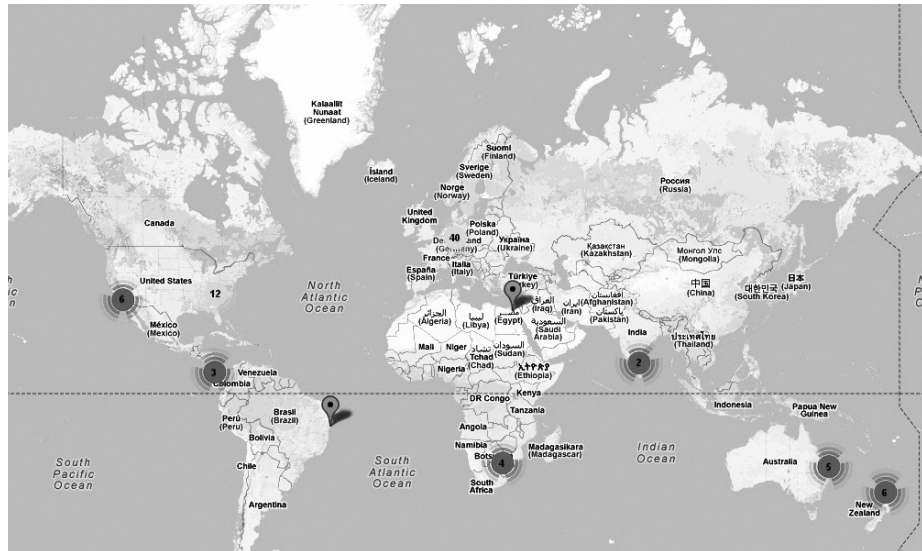 Kalaallit
Nunaat
(Greenland)
Ísland
(Iceland)
Suomi
(Finland)
Sverige
(Sweden)
Norge
(Norway)
Россия
(Russia)
United
Kingdom
Polska
(Poland)
40
(Germany)
Україна
(Ukraine)
France
Italia
(Italy)
España
(Spain)
Türkiye
Қазақстан
(Kazakhstan)
Монгол Улс
(Mongolia)
中国
(China)
日本
(Japan)
대한민국
(South Korea)
Canada
United States
12
6
México
(Mexico)
North
Atlantic
Ocean
الجزائر
(Algeria)
ليبيا
(Libya)
(Egypt)
العراق
(Iraq)
ایران
(Iran)
افغانستان
(Afghanistan)
پاکستان
(Pakistan)
السعودية
(Saudi
Arabia)
India
ประเทศไทย
(Thailand)
2
Mali
Niger
تشاد
Tchad
(Chad)
السودان
(Sudan)
Nigeria
ኢትዮጵያ
(Ethiopia)
3
Venezuela
Colombia
Kenya
DR Congo
Tanzania
Indonesia
Papua New
Guinea
Perú
(Peru)
Brasil
(Brazil)
Bolivia
Angola
Namibia
Madagasikara
(Madagascar)
4
South
Africa
Chile
Argentina
South
Pacific
Ocean
South
Atlantic
Ocean
Indian
Ocean
Australia
5
6
New
Zealand